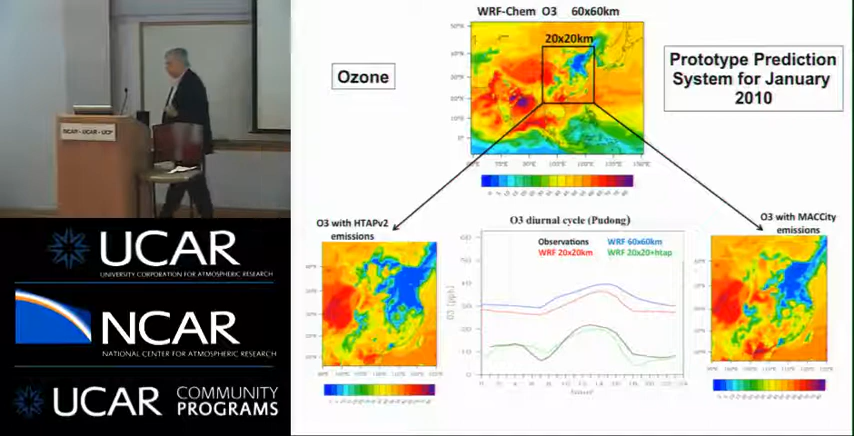 WRF-Chem O3 60x60km
20x20km
Ozone
Prototype Prediction
System for January
2010
NCAR - UCAR - UCP
UCAR
UNIVERSITY CORPORATION FOR ATMOSPHERIC RESEARCH
NCAR
NATIONAL CENTER FOR ATMOSPHERIC RESEARCH
UCAR COMMUNITY
PROGRAMS
O3 with HTAPv2
emissions
O3 diurnal cycle (Pudong)
Observations WRF 60x60km
WRF 20x20km WRF 20x20+htap
O3 with MACCity
emissions